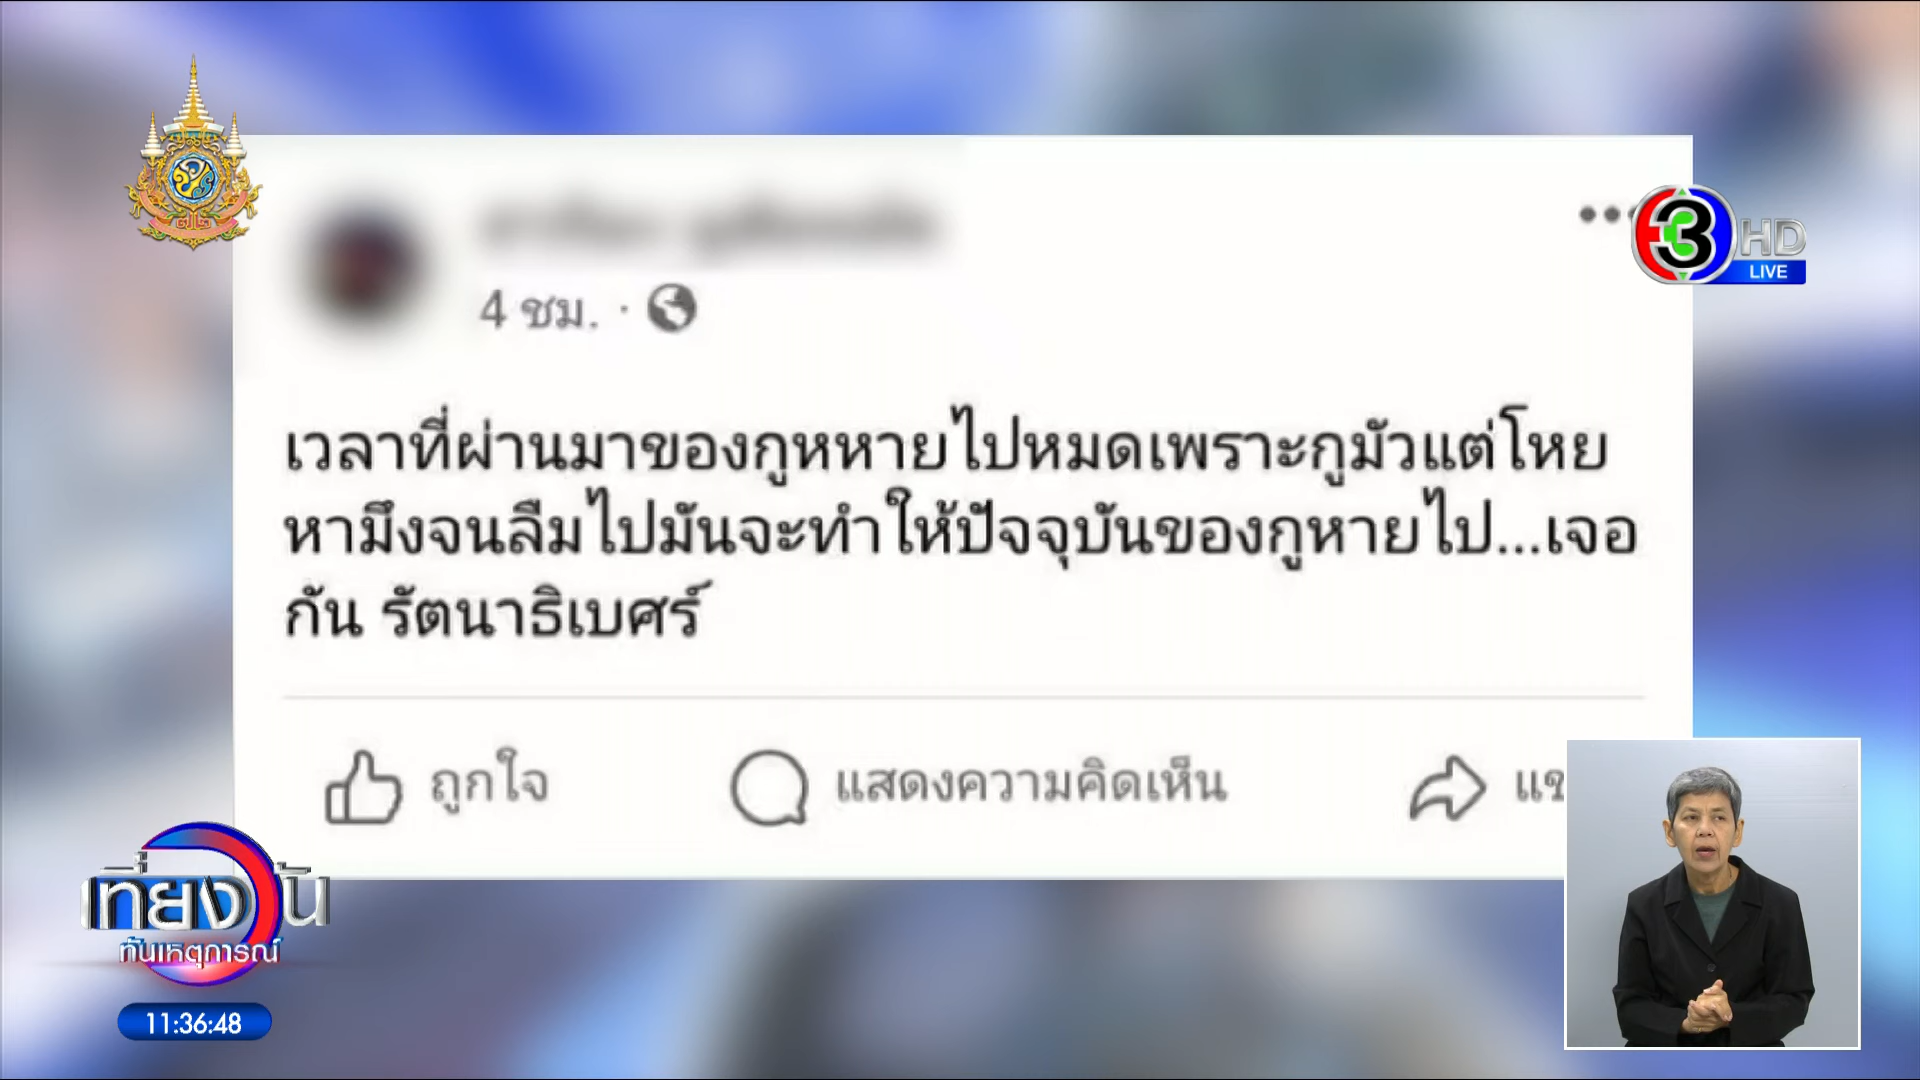 3 HD
LIVE
4 ชม. ·
เวลาที่ผ่านมาของกูหหายไปหมดเพราะกูมัวแต่โหย
หามึงจนลืมไปมันจะทำให้ปัจจุบันของกูหายไป...เจอ
กัน รัตนาธิเบศร์
ถูกใจ
แสดงความคิดเห็น
เที่ยงวัน
ทันเหตุการณ์
11:36:48